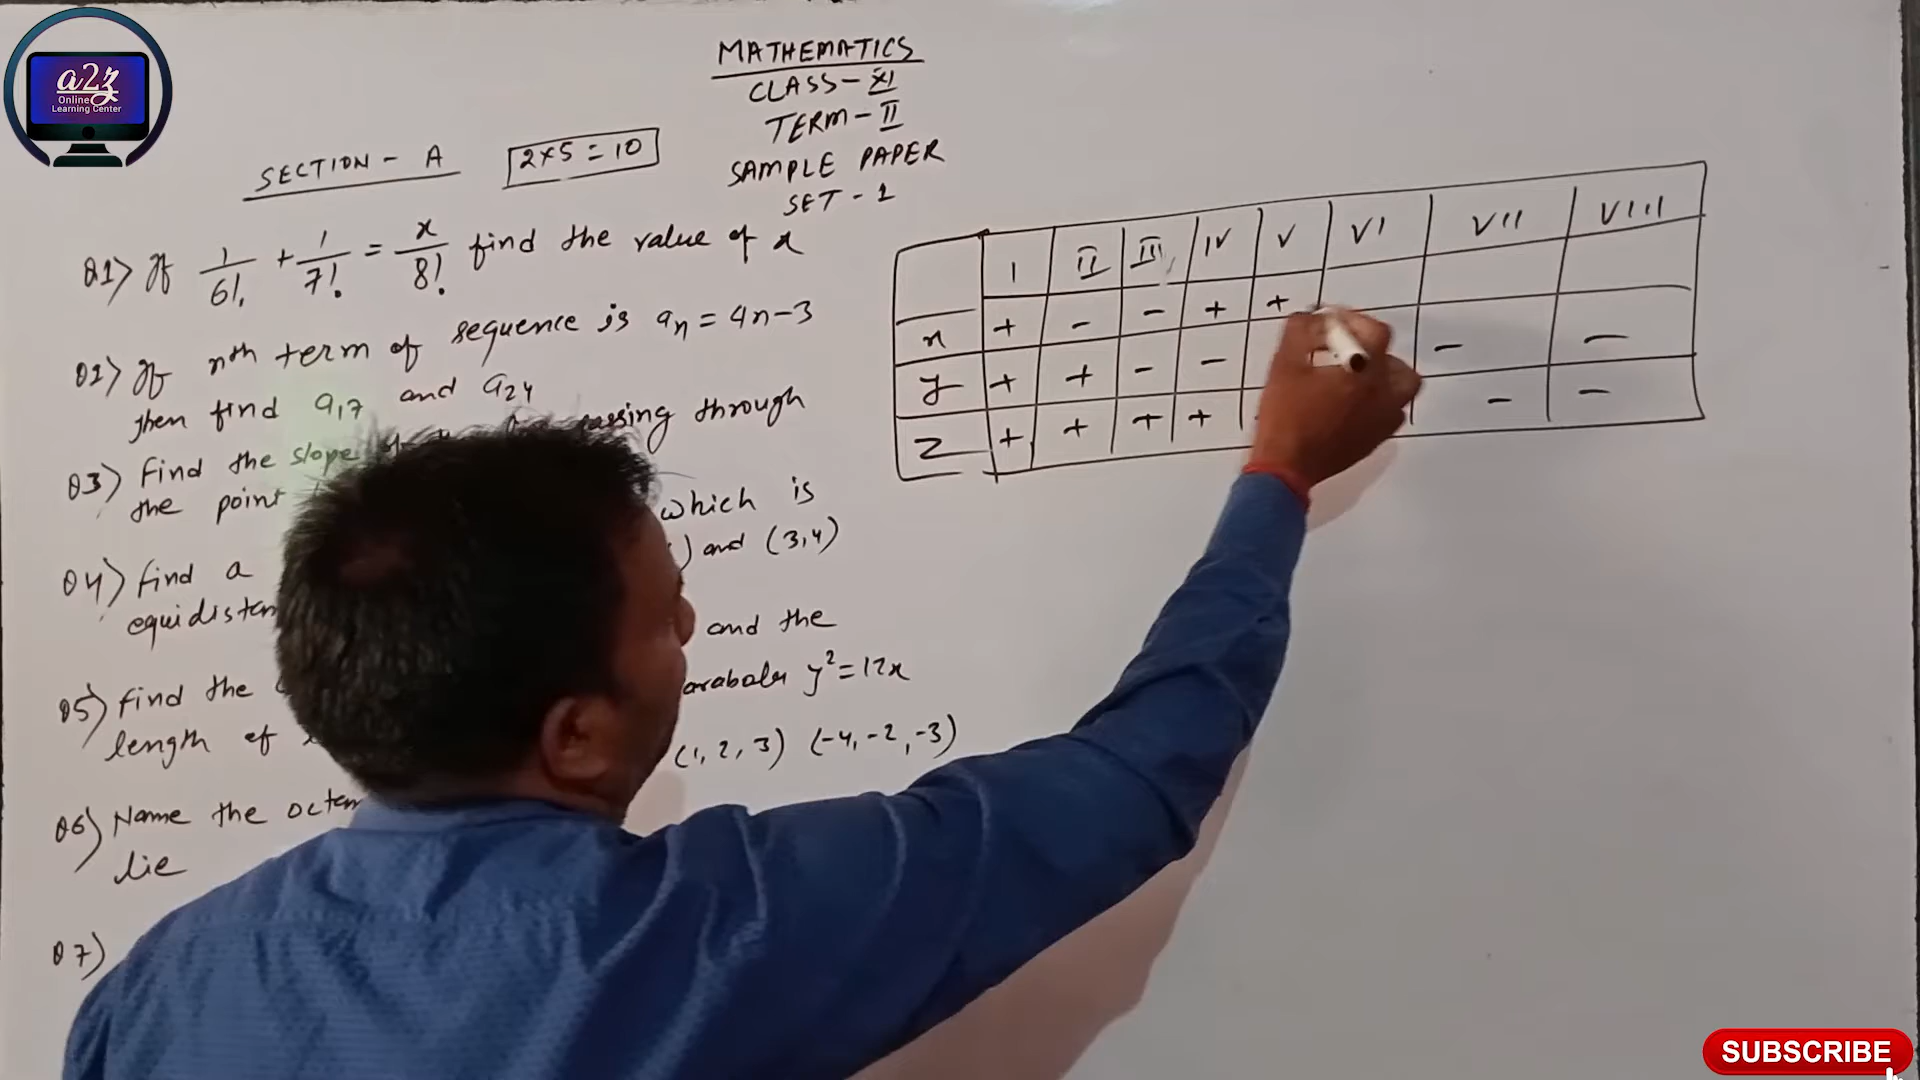 a2z
Online
Learning Center
MATHEMATICS
CLASS - XI
TERM - II
SAMPLE PAPER
SET - 1
SECTION - A 2×5 = 10
Q1) If 1/6! + 1/7! = x/8! find the value of x
Q2) If nth term of sequence is an = 4n-3
then find a17 and a24
Q3) Find the slope passing through
the point
Q4) Find a which is
equidistan ) and (3,4)
Q5) Find the and the
length of arabola y² = 12x
Q6) Name the octan (1, 2, 3) (-4, -2, -3)
lie
Q7)
I II III IV V VI VII VIII
x + - - + +
y + + - - - -
z + + + + - -
SUBSCRIBE